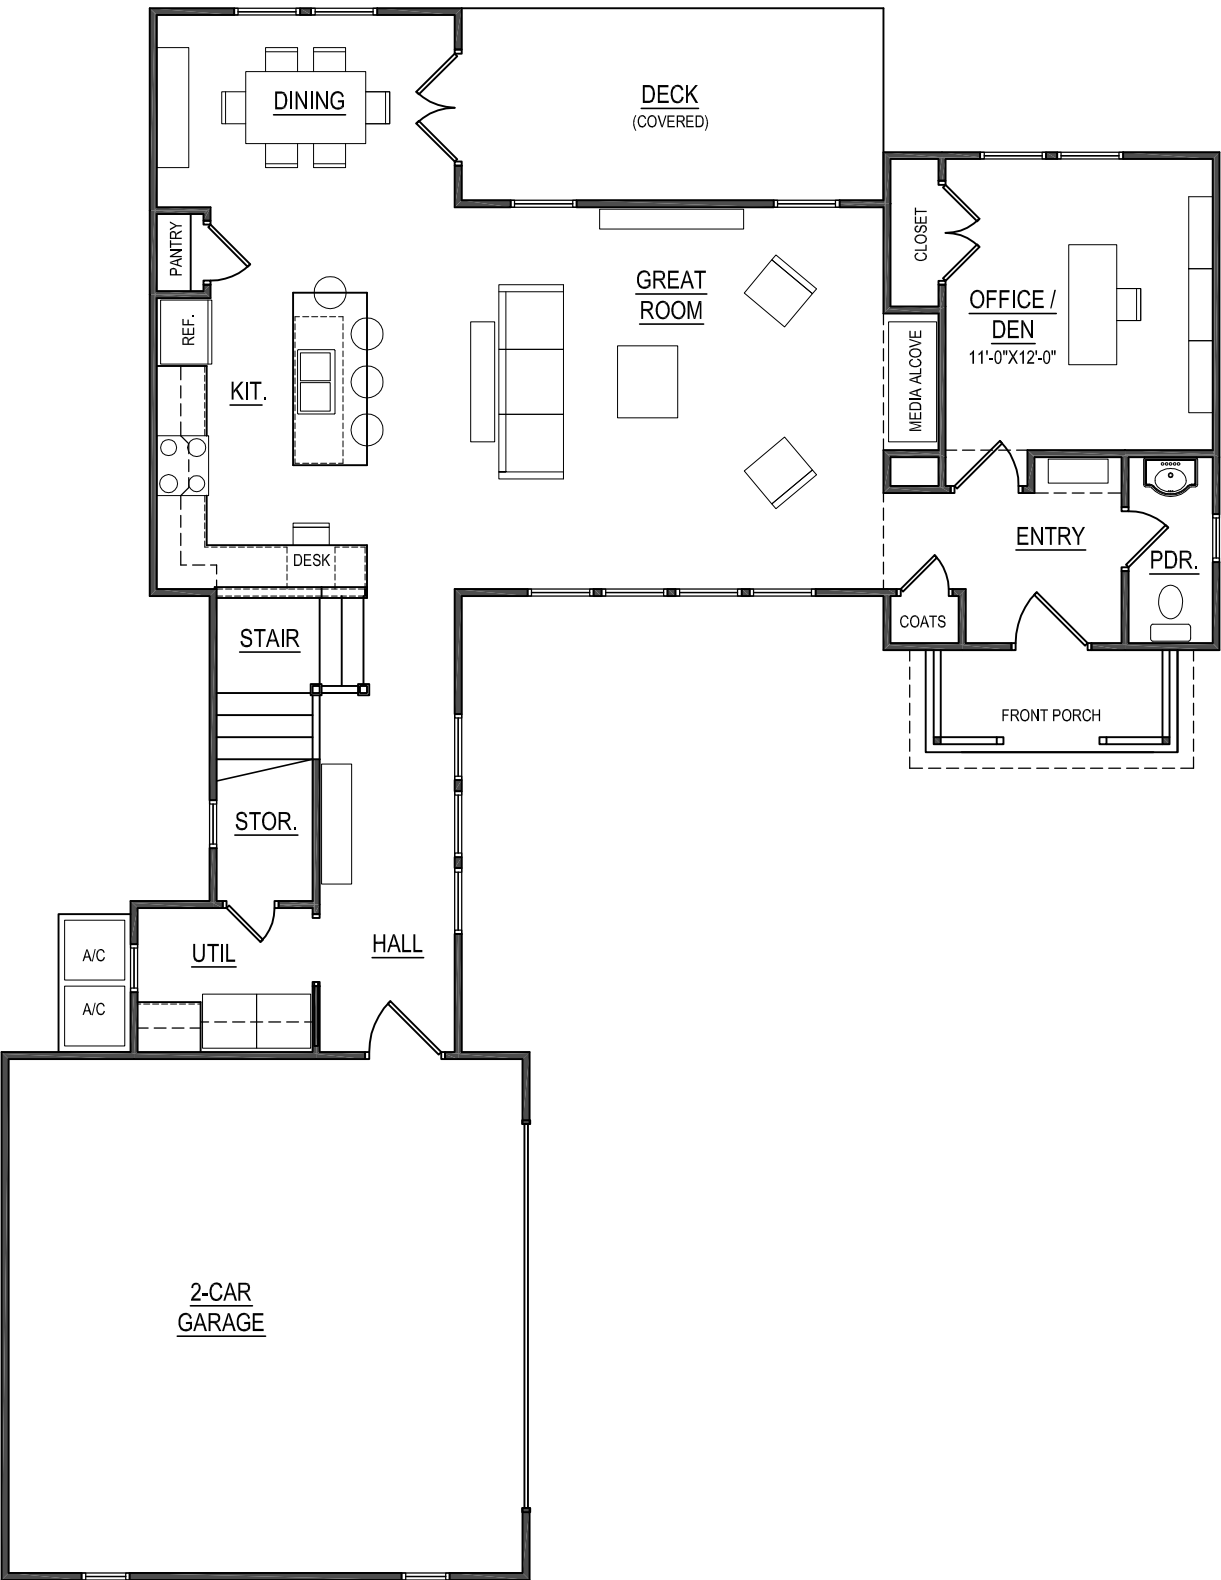 DINING
DECK
(COVERED)
PANTRY
CLOSET
GREAT
ROOM
OFFICE /
DEN
11'-0"X12'-0"
REF.
KIT.
MEDIA ALCOVE
ENTRY
PDR.
DESK
COATS
STAIR
FRONT PORCH
STOR.
HALL
UTIL
A/C
A/C
2-CAR
GARAGE